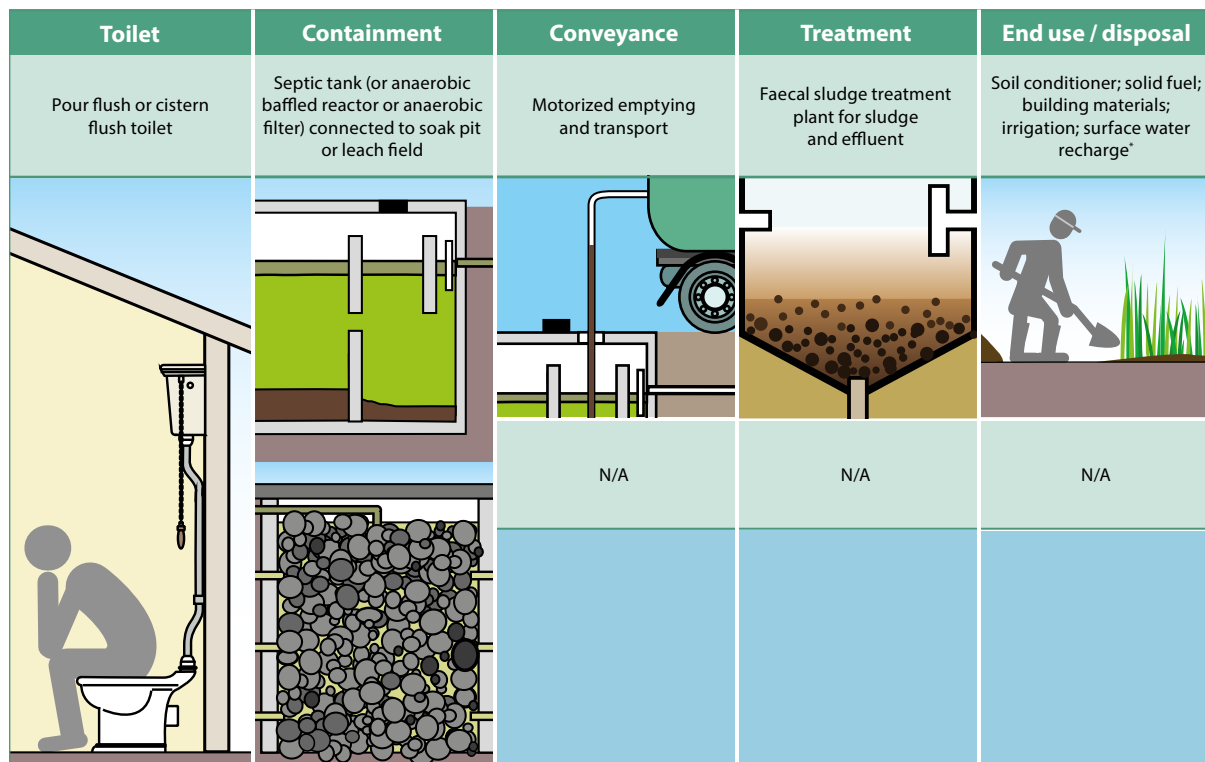 Toilet
Containment
Conveyance
Treatment
End use / disposal
Pour flush or cistern
flush toilet
Septic tank (or anaerobic
baffled reactor or anaerobic
filter) connected to soak pit
or leach field
Motorized emptying
and transport
Faecal sludge treatment
plant for sludge
and effluent
Soil conditioner; solid fuel;
building materials;
irrigation; surface water
recharge*
N/A
N/A
N/A